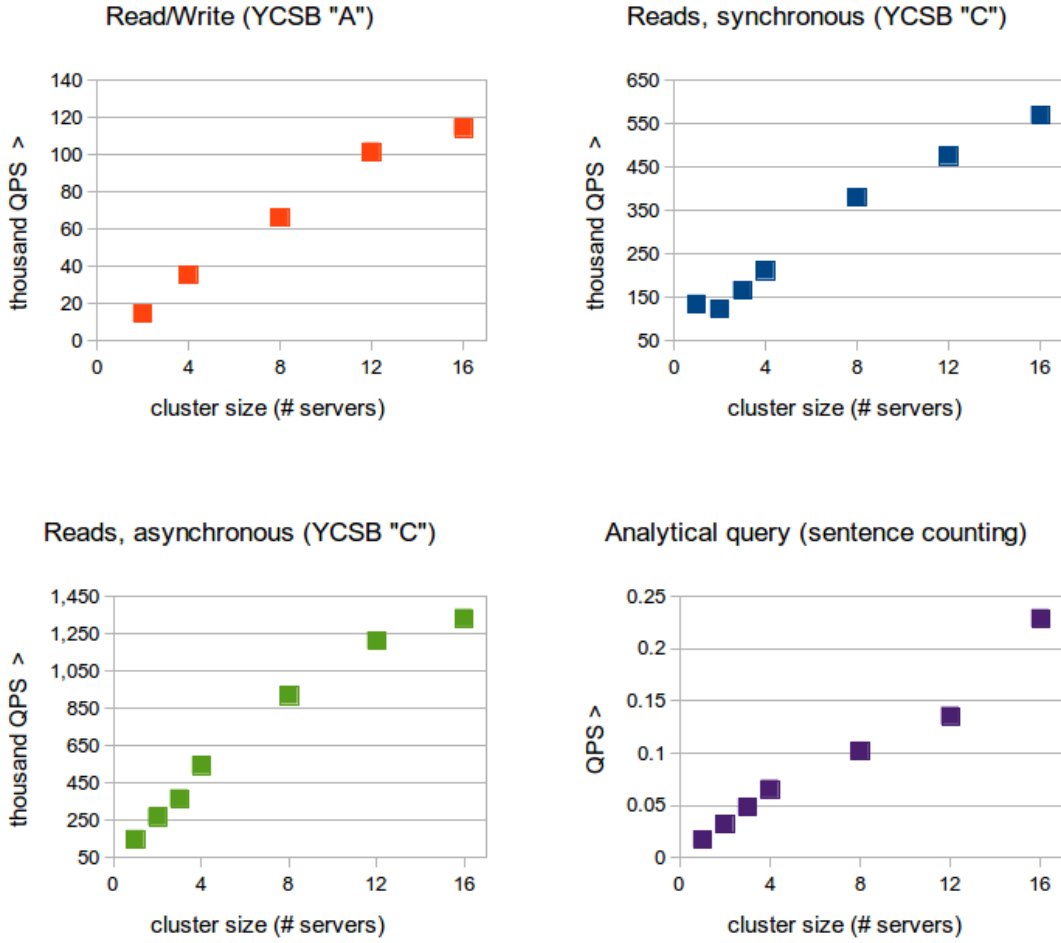 Read/Write (YCSB "A")
140
120
100
80
60
40
20
0
thousand QPS >
0 4 8 12 16
cluster size (# servers)
Reads, synchronous (YCSB "C")
650
550
450
350
250
150
50
thousand QPS >
0 4 8 12 16
cluster size (# servers)
Reads, asynchronous (YCSB "C")
1,450
1,250
1,050
850
650
450
250
50
thousand QPS >
0 4 8 12 16
cluster size (# servers)
Analytical query (sentence counting)
0.25
0.2
0.15
0.1
0.05
0
QPS >
0 4 8 12 16
cluster size (# servers)